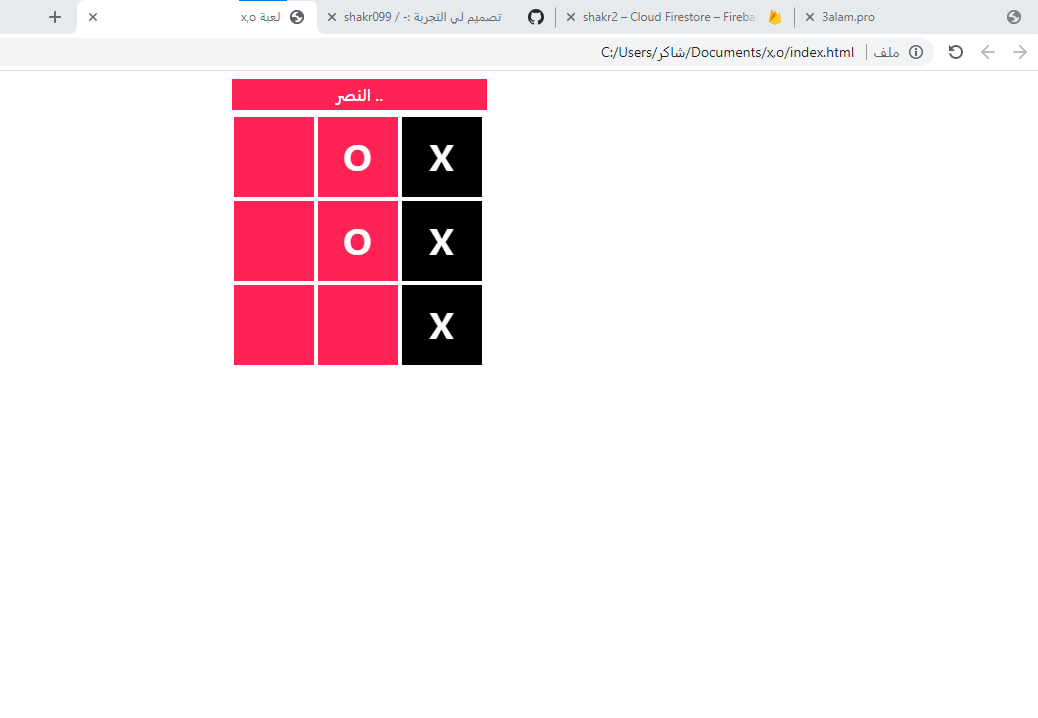 3alam.pro
shakr2 – Cloud Firestore – Fireba
shakr099 / تصميم لي التجربة :-
لعبة x,o
ملف
C:/Users/شاكر/Documents/x,o/index.html
النصر ..
X O
X O
X